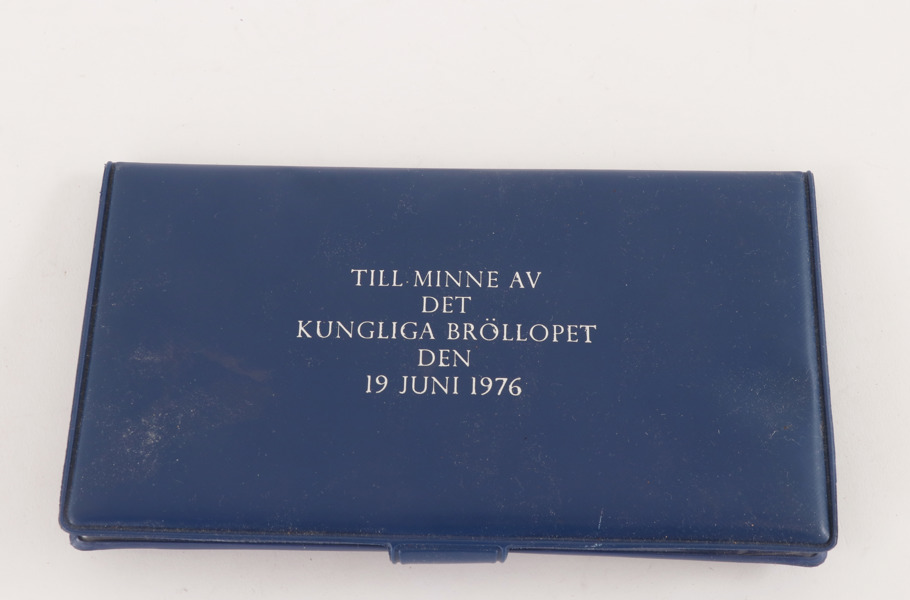 TILL MINNE AV
DET
KUNGLIGA BRÖLLOPET
DEN
19 JUNI 1976